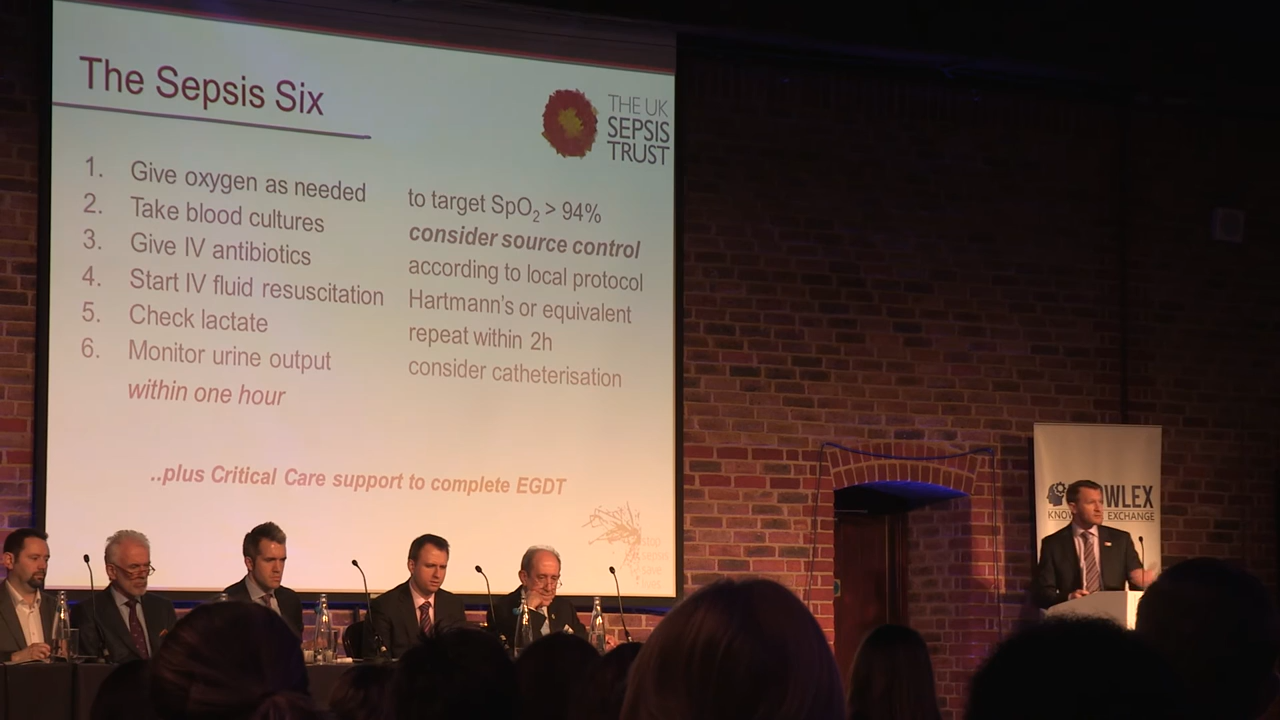 The Sepsis Six
THE UK
SEPSIS
TRUST
1. Give oxygen as needed to target SpO₂ > 94%
2. Take blood cultures consider source control
3. Give IV antibiotics according to local protocol
4. Start IV fluid resuscitation Hartmann's or equivalent
5. Check lactate repeat within 2h
6. Monitor urine output consider catheterisation
within one hour
..plus Critical Care support to complete EGDT
WLEX
KNOW EXCHANGE